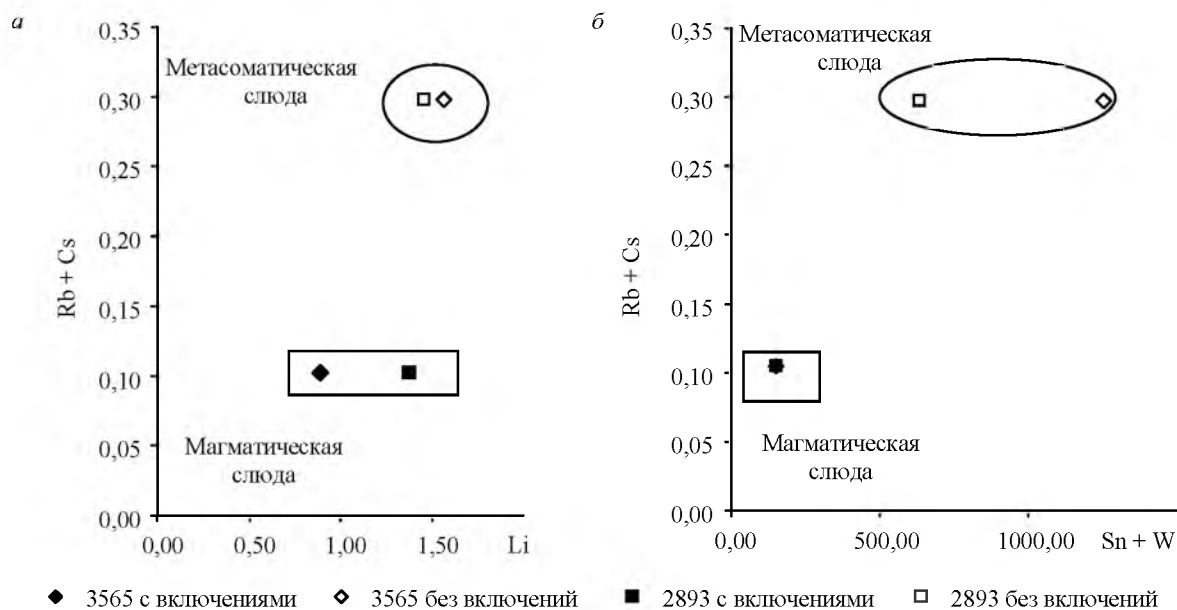 а
0,35
0,30
0,25
0,20
0,15
0,10
0,05
0,00
Rb + Cs
Метасоматическая
слюда
Магматическая
слюда
0,00 0,50 1,00 1,50 Li
б
0,35
0,30
0,25
0,20
0,15
0,10
0,05
0,00
Rb + Cs
Метасоматическая
слюда
Магматическая
слюда
0,00 500,00 1000,00 Sn + W
3565 с включениями 3565 без включений 2893 с включениями 2893 без включений